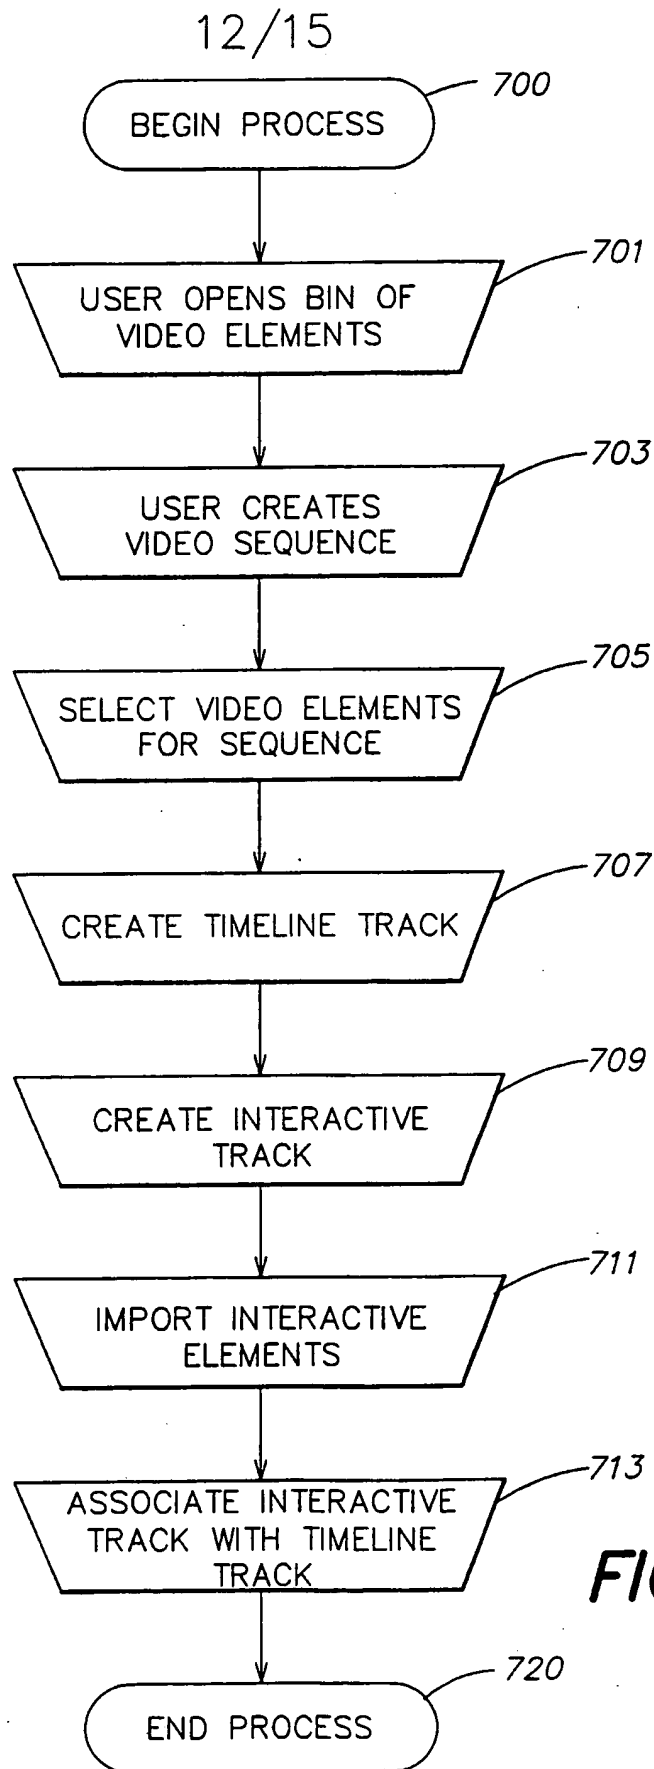 12/15
700
BEGIN PROCESS
701
USER OPENS BIN OF
VIDEO ELEMENTS
703
USER CREATES
VIDEO SEQUENCE
705
SELECT VIDEO ELEMENTS
FOR SEQUENCE
707
CREATE TIMELINE TRACK
709
CREATE INTERACTIVE
TRACK
711
IMPORT INTERACTIVE
ELEMENTS
713
ASSOCIATE INTERACTIVE
TRACK WITH TIMELINE
TRACK
720
END PROCESS